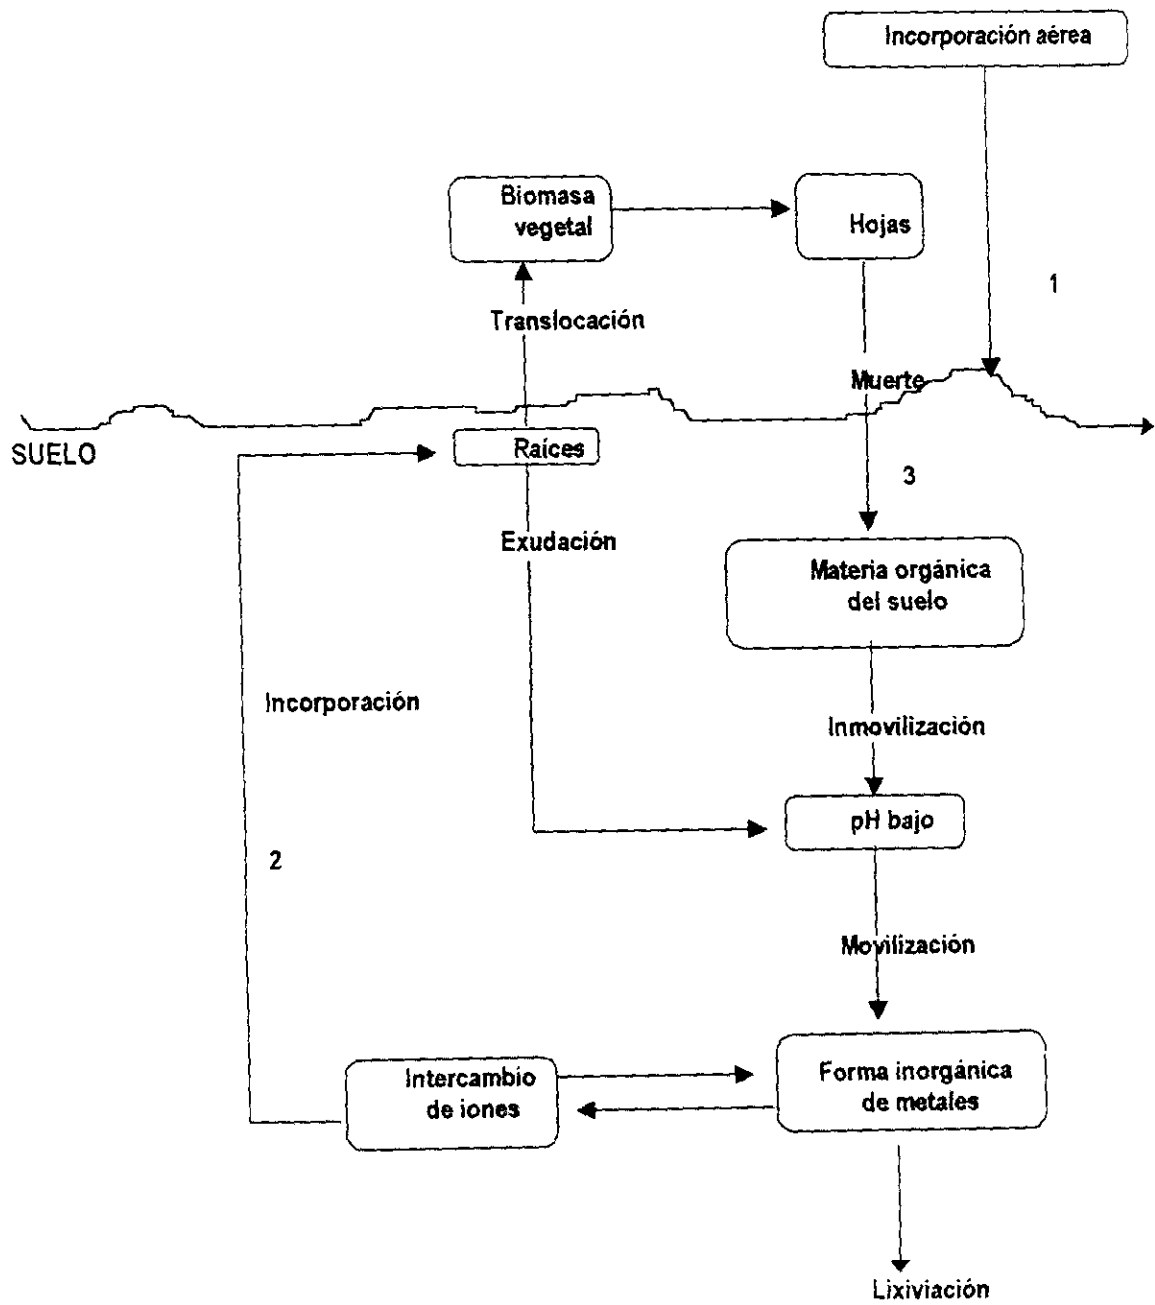 Incorporación aérea
Biomasa
vegetal
Hojas
1
Translocación
Muerte
SUELO
Raíces
3
Exudación
Materia orgánica
del suelo
Incorporación
Inmovilización
pH bajo
2
Movilización
Intercambio
de iones
Forma inorgánica
de metales
Lixiviación